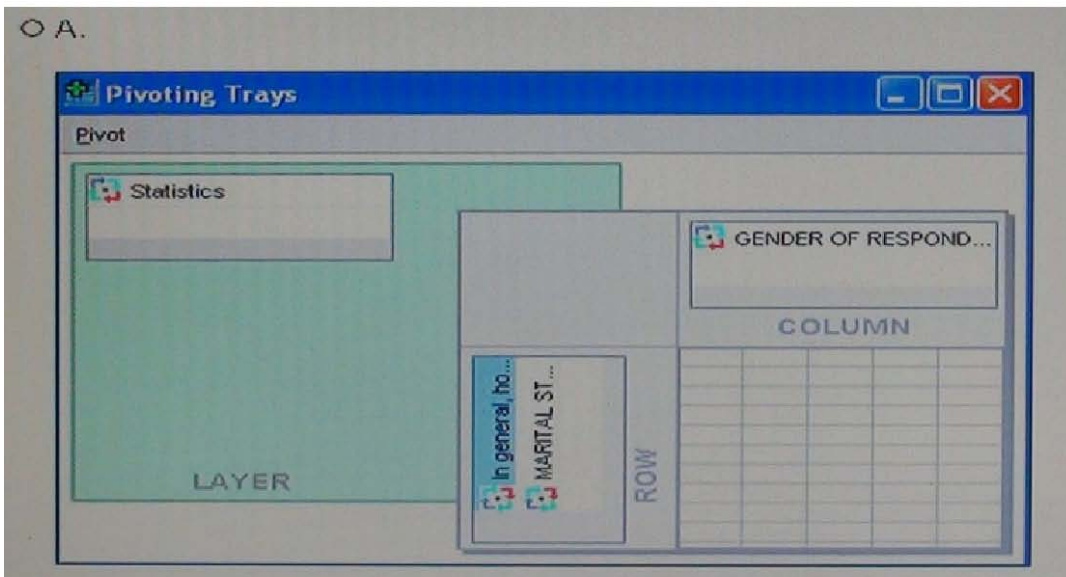 A.
Pivoting Trays
Pivot
Statistics
GENDER OF RESPOND...
COLUMN
In general, ho...
MARITAL ST...
ROW
LAYER